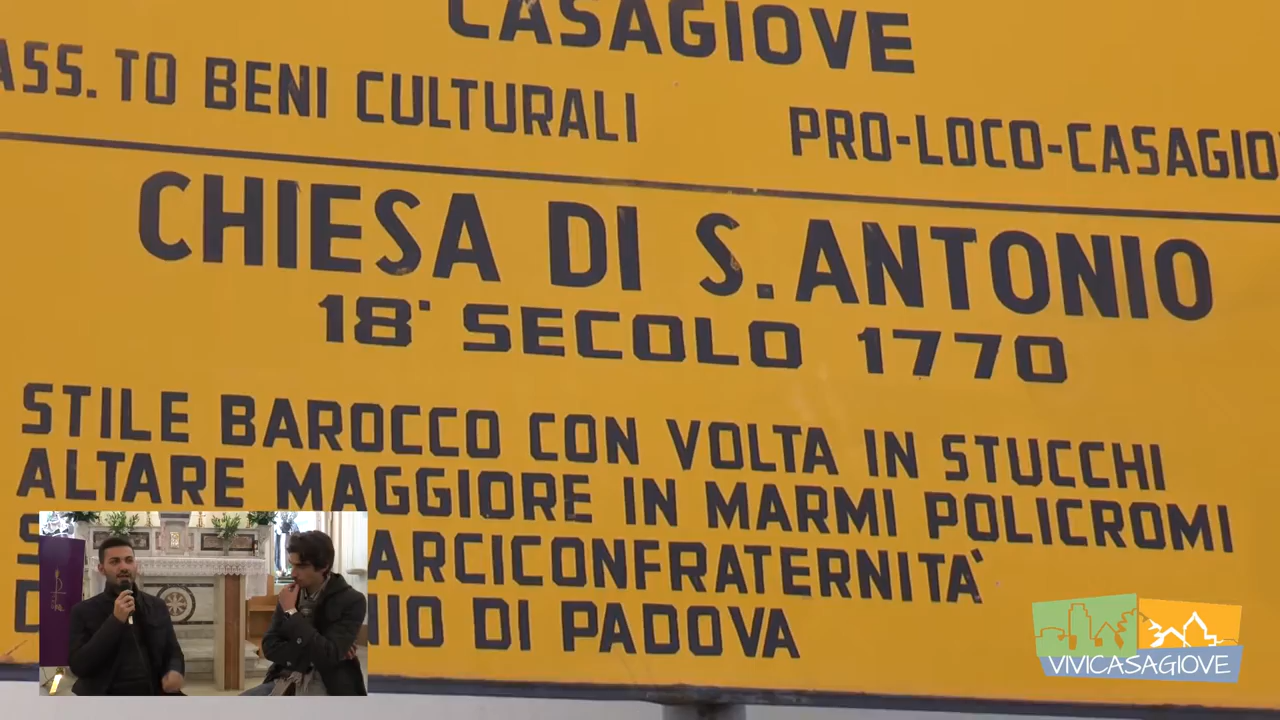 CASAGIOVE
ASS. TO BENI CULTURALI
PRO-LOCO-CASAGIO
CHIESA DI S. ANTONIO
18° SECOLO 1770
STILE BAROCCO CON VOLTA IN STUCCHI
ALTARE MAGGIORE IN MARMI POLICROMI
ARCICONFRATERNITA'
DI PADOVA
VIVICASAGIOVE